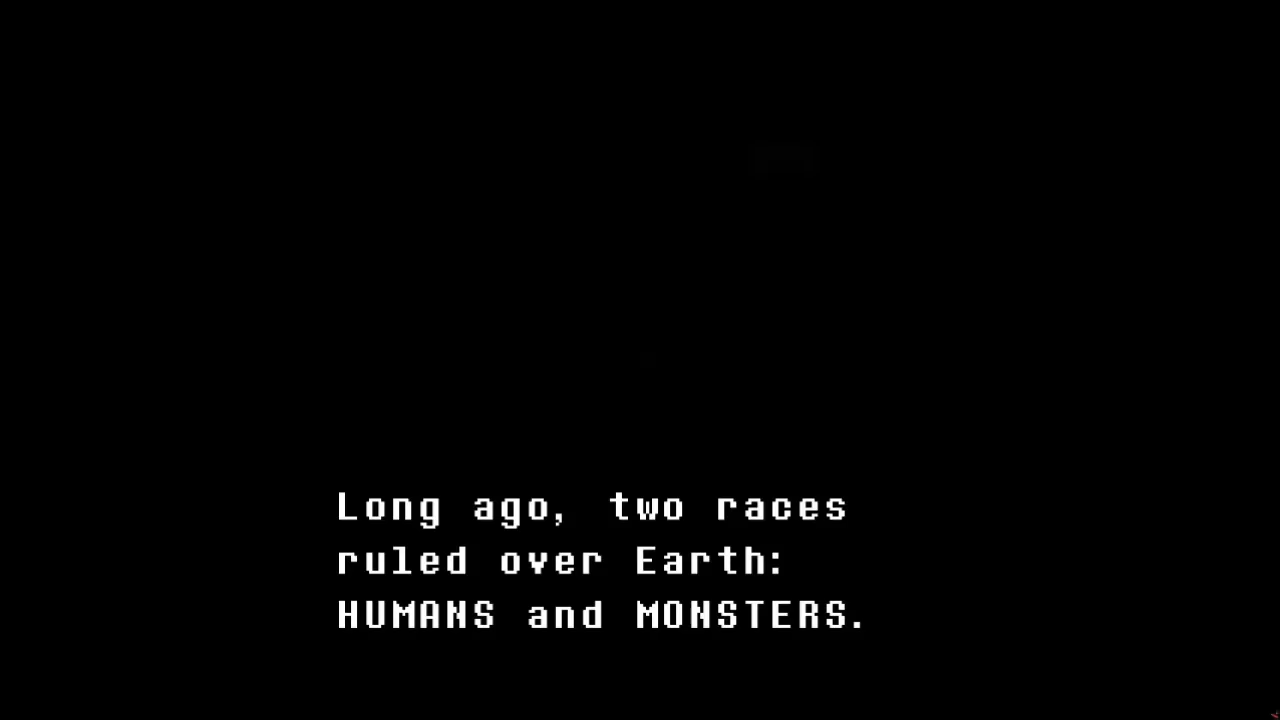 Long ago, two races
ruled over Earth:
HUMANS and MONSTERS.